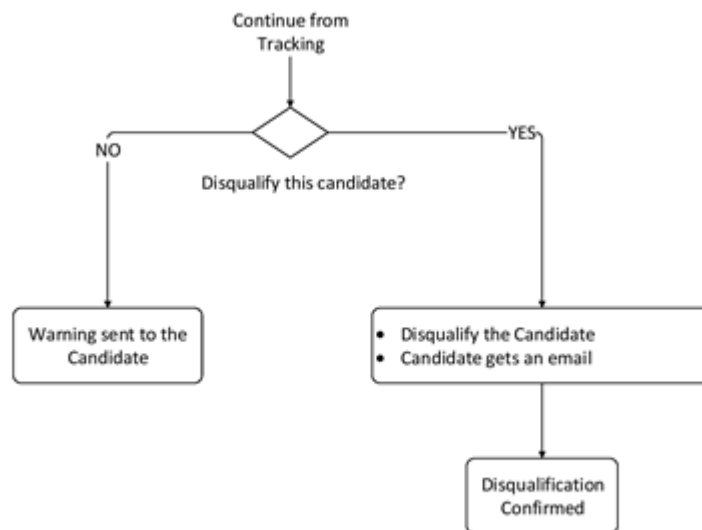 Continue from
Tracking
NO
YES
Disqualify this candidate?
Warning sent to the
Candidate
• Disqualify the Candidate
• Candidate gets an email
Disqualification
Confirmed